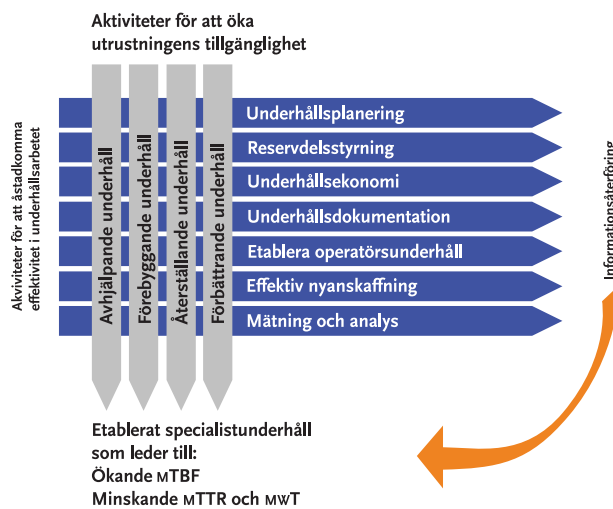 Aktiviteter för att öka
utrustningens tillgänglighet
Akviviteter för att åstadkomma
effektivitet i underhållsarbetet
Avhjälpande underhåll
Förebyggande underhåll
Återställande underhåll
Förbättrande underhåll
Underhållsplanering
Reservdelsstyrning
Underhållsekonomi
Underhållsdokumentation
Etablera operatörsunderhåll
Effektiv nyanskaffning
Mätning och analys
Informationsåterföring
Etablerat specialistunderhåll
som leder till:
Ökande MTBF
Minskande MTTR och MWT